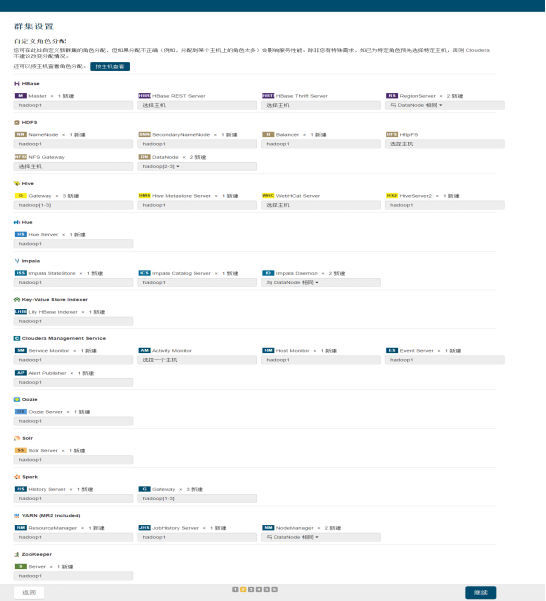 群集设置
自定义角色分配
您可在此处自定义新群集的角色分配，但如果分配不正确（例如，分配到某个主机上的角色太多）会影响服务性能。除非您有特殊需求，如已为特定角色预先选择特定主机，否则 Cloudera
不建议改变分配情况。
还可以按主机查看角色分配。 按主机查看
HBase
M Master × 1 新建 HBRS HBase REST Server HBTS HBase Thrift Server RS RegionServer × 2 新建
hadoop1 选择主机 选择主机 与 DataNode 相同
HDFS
NN NameNode × 1 新建 SNN SecondaryNameNode × 1 新建 B Balancer × 1 新建 HFS HttpFS
hadoop1 hadoop1 hadoop1 选择主机
NFSG NFS Gateway DN DataNode × 2 新建
选择主机 hadoop[2-3]
Hive
G Gateway × 3 新建 HMS Hive Metastore Server × 1 新建 WHC WebHCat Server HS2 HiveServer2 × 1 新建
hadoop[1-3] hadoop1 选择主机 hadoop1
Hue
HS Hue Server × 1 新建
hadoop1
Impala
ISS Impala StateStore × 1 新建 ICS Impala Catalog Server × 1 新建 ID Impala Daemon × 2 新建
hadoop1 hadoop1 与 DataNode 相同
Key-Value Store Indexer
LHBI Lily HBase Indexer × 1 新建
hadoop1
Cloudera Management Service
SM Service Monitor × 1 新建 AM Activity Monitor HM Host Monitor × 1 新建 ES Event Server × 1 新建
hadoop1 选择一个主机 hadoop1 hadoop1
AP Alert Publisher × 1 新建
hadoop1
Oozie
OS Oozie Server × 1 新建
hadoop1
Solr
SS Solr Server × 1 新建
hadoop1
Spark
HS History Server × 1 新建 G Gateway × 3 新建
hadoop1 hadoop[1-3]
YARN (MR2 Included)
RM ResourceManager × 1 新建 JHS JobHistory Server × 1 新建 NM NodeManager × 2 新建
hadoop1 hadoop1 与 DataNode 相同
ZooKeeper
S Server × 1 新建
hadoop1
返回 1 2 3 4 5 6 继续